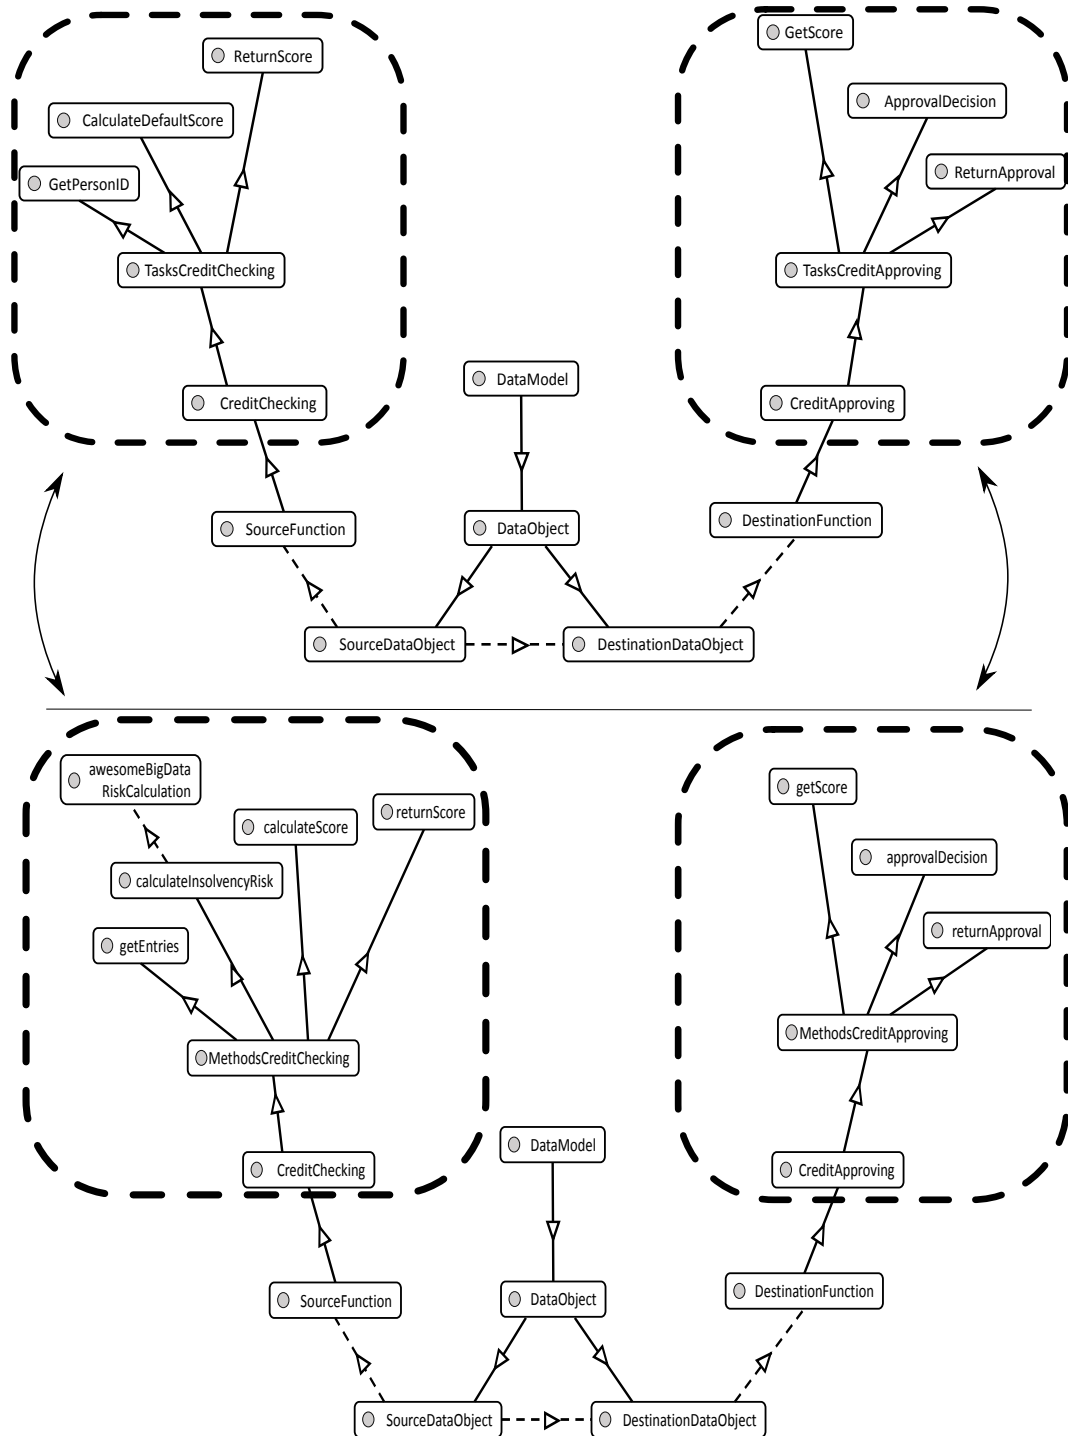 GetScore
ReturnScore
ApprovalDecision
CalculateDefaultScore
ReturnApproval
GetPersonID
TasksCreditChecking
TasksCreditApproving
DataModel
CreditChecking
CreditApproving
SourceFunction
DataObject
DestinationFunction
SourceDataObject
DestinationDataObject
awesomeBigData
RiskCalculation
getScore
returnScore
calculateScore
approvalDecision
calculateInsolvencyRisk
returnApproval
getEntries
MethodsCreditApproving
MethodsCreditChecking
DataModel
CreditChecking
CreditApproving
DestinationFunction
SourceFunction
DataObject
SourceDataObject
DestinationDataObject